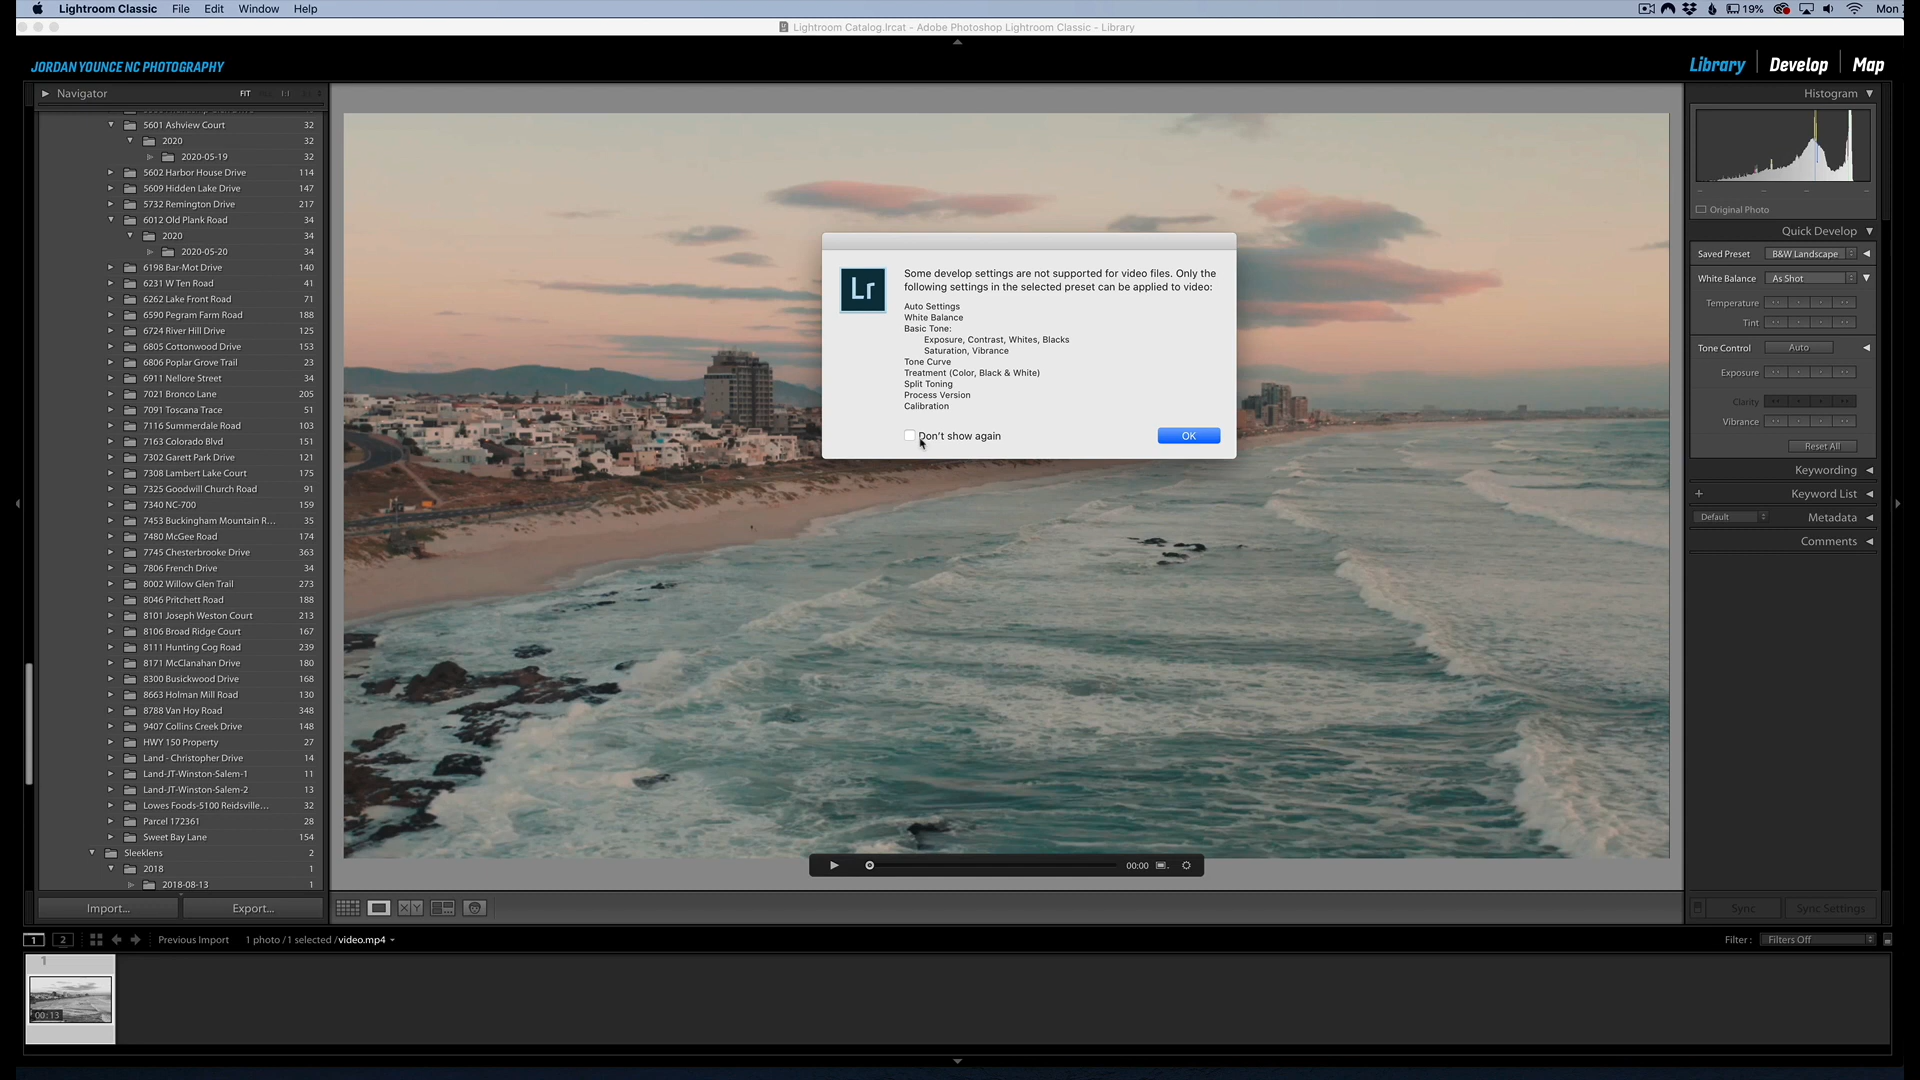 Lightroom Classic File Edit Window Help
19% Mon
Lightroom Catalog.lrcat - Adobe Photoshop Lightroom Classic - Library
JORDAN YOUNCE NC PHOTOGRAPHY
Library Develop Map
Navigator FIT 1:1
5601 Ashview Court 32
2020 32
2020-05-19 32
5602 Harbor House Drive 114
5609 Hidden Lake Drive 147
5732 Remington Drive 217
6012 Old Plank Road 34
2020 34
2020-05-20 34
6198 Bar-Mot Drive 140
6231 W Ten Road 41
6262 Lake Front Road 71
6590 Pegram Farm Road 188
6724 River Hill Drive 125
6805 Cottonwood Drive 153
6806 Poplar Grove Trail 23
6911 Nellore Street 34
7021 Bronco Lane 205
7091 Toscana Trace 51
7116 Summerdale Road 103
7163 Colorado Blvd 151
7302 Garett Park Drive 121
7308 Lambert Lake Court 175
7325 Goodwill Church Road 91
7340 NC-700 159
7453 Buckingham Mountain R... 35
7480 McGee Road 174
7745 Chesterbrooke Drive 363
7806 French Drive 34
8002 Willow Glen Trail 273
8046 Pritchett Road 188
8101 Joseph Weston Court 213
8106 Broad Ridge Court 167
8111 Hunting Cog Road 239
8171 McClanahan Drive 180
8300 Busickwood Drive 168
8663 Holman Mill Road 130
8788 Van Hoy Road 348
9407 Collins Creek Drive 148
HWY 150 Property 27
Land - Christopher Drive 14
Land-JT-Winston-Salem-1 11
Land-JT-Winston-Salem-2 13
Lowes Foods-5100 Reidsville... 32
Parcel 172361 28
Sweet Bay Lane 154
Sleeklens 2
2018 1
2018-08-13 1
Import... Export...
Lr
Some develop settings are not supported for video files. Only the
following settings in the selected preset can be applied to video:
Auto Settings
White Balance
Basic Tone:
Exposure, Contrast, Whites, Blacks
Saturation, Vibrance
Tone Curve
Treatment (Color, Black & White)
Split Toning
Process Version
Calibration
Don't show again
OK
00:00
XY
Histogram
Original Photo
Quick Develop
Saved Preset B&W Landscape
White Balance As Shot
Temperature
Tint
Tone Control Auto
Exposure
Clarity
Vibrance
Reset All
Keywording
+ Keyword List
Default Metadata
Comments
Sync Sync Settings
1 2 Previous Import 1 photo / 1 selected / video.mp4 Filter : Filters Off
1
00:13